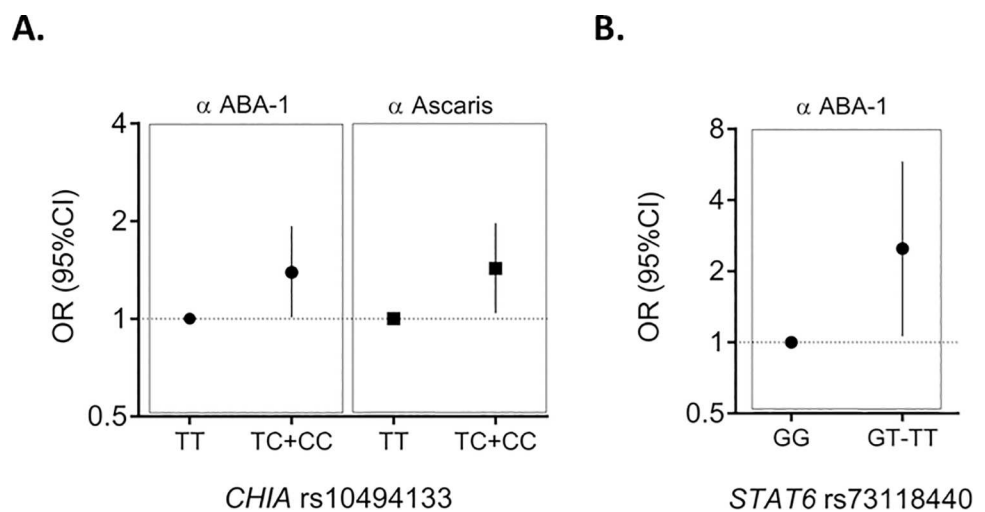 A.
α ABA-1
α Ascaris
OR (95%CI)
4
2
1
0.5
TT
TC+CC
TT
TC+CC
CHIA rs10494133
B.
α ABA-1
OR (95%CI)
8
4
2
1
0.5
GG
GT-TT
STAT6 rs73118440